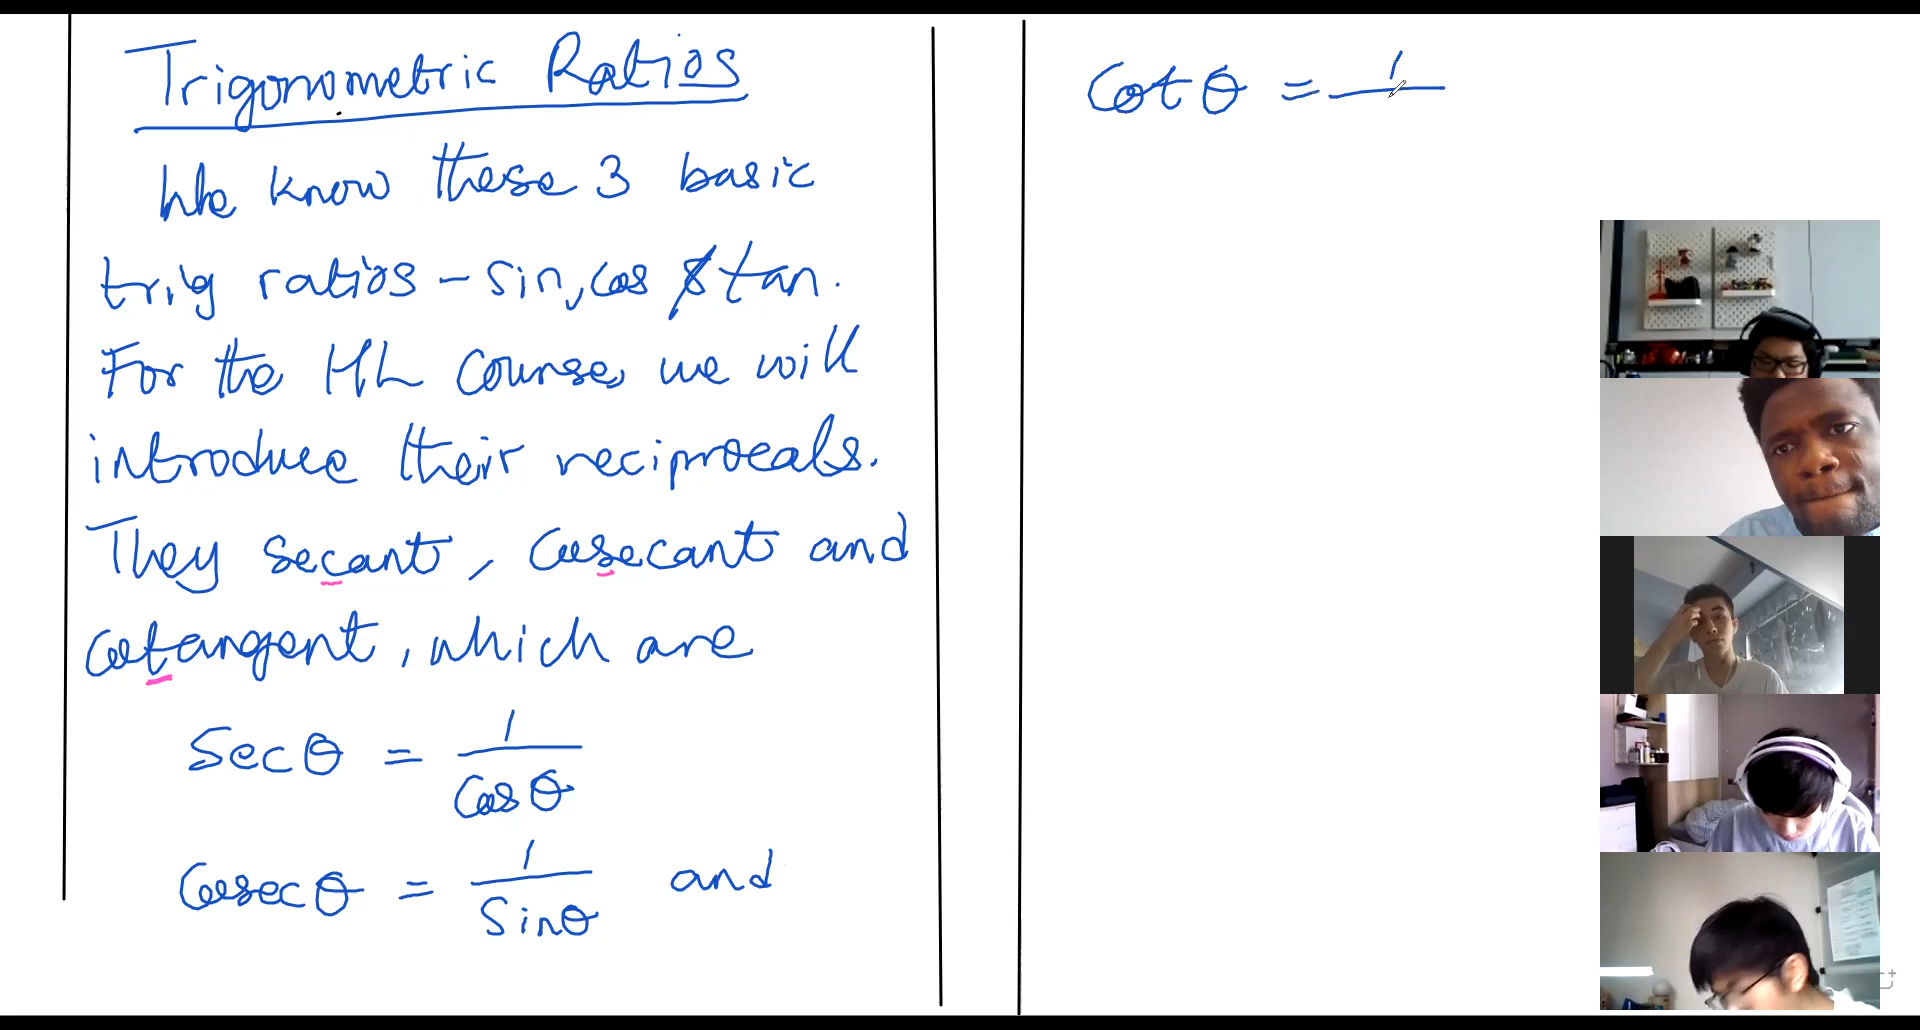 Trigonometric Ratios
We know these 3 basic
trig ratios - sin, cos & tan.
For the HL course, we will
introduce their reciprocals.
They secant, cosecant and
cotangent, which are
Sec θ = 1/Cos θ
Cosec θ = 1/Sin θ and
Cot θ = 1/